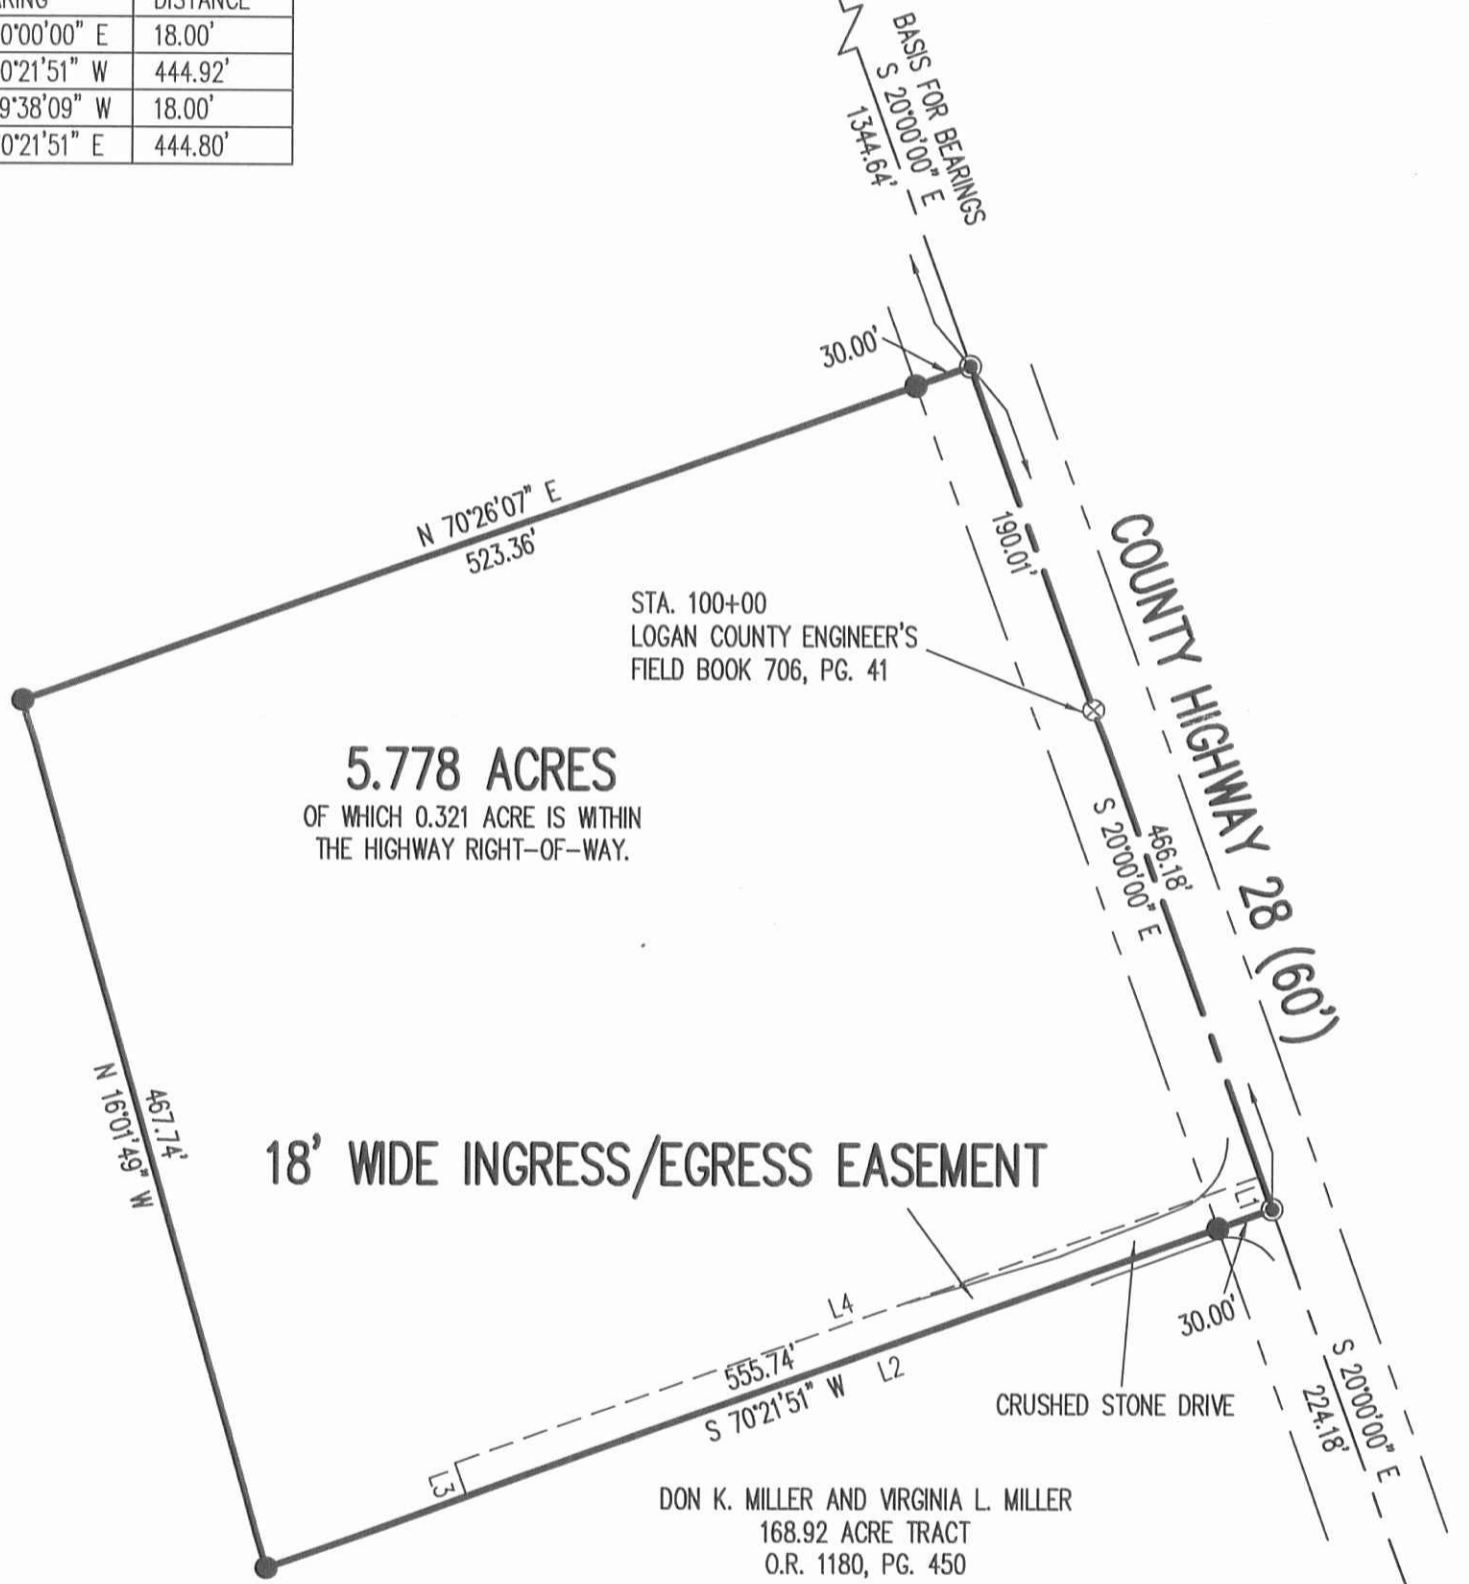 DISTANCE
0°00'00" E 18.00'
0°21'51" W 444.92'
9°38'09" W 18.00'
0°21'51" E 444.80'
BASIS FOR BEARINGS
S 20°00'00" E
1344.64'
30.00'
N 70°26'07" E
523.36'
190.01'
STA. 100+00
LOGAN COUNTY ENGINEER'S
FIELD BOOK 706, PG. 41
COUNTY HIGHWAY 28 (60')
5.778 ACRES
OF WHICH 0.321 ACRE IS WITHIN
THE HIGHWAY RIGHT-OF-WAY.
466.18'
S 20°00'00" E
467.74'
N 16°01'49" W
18' WIDE INGRESS/EGRESS EASEMENT
L1
L4
30.00'
555.74'
S 70°21'51" W
L2
CRUSHED STONE DRIVE
S 20°00'00" E
224.18'
L3
DON K. MILLER AND VIRGINIA L. MILLER
168.92 ACRE TRACT
O.R. 1180, PG. 450